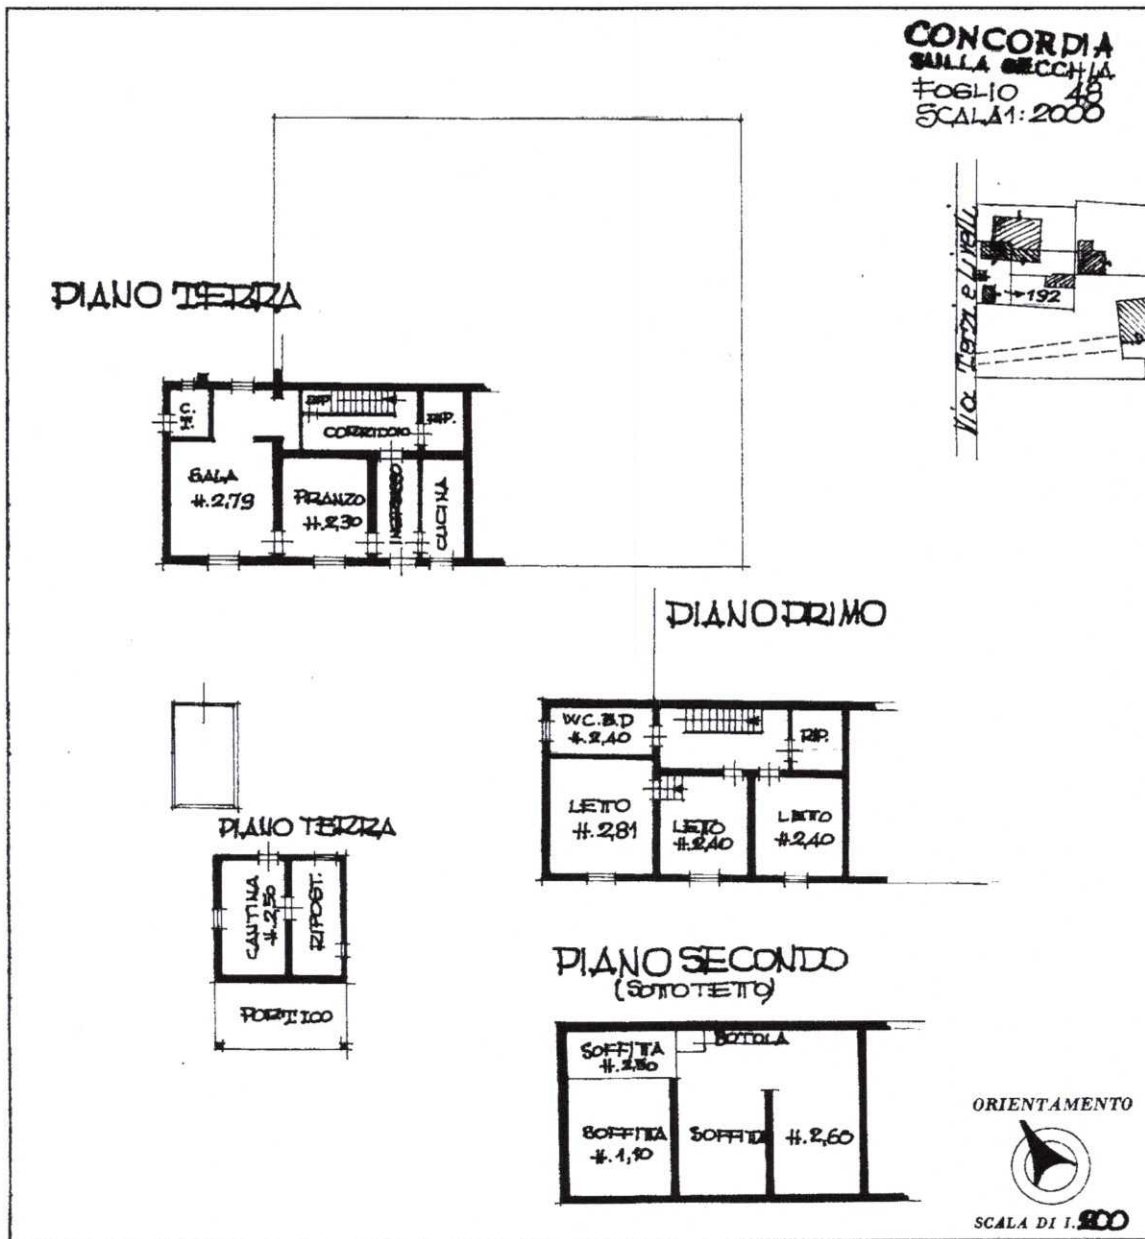 CONCORDIA
SULLA SECCHIA
FOGLIO 48
SCALA 1:2000
→192
PIANO TERRA
RIP.
RIP.
CORRIDOIO
SALA
H.2,79
PRANZO
H.2,30
INGRESSO
CUCINA
PIANO PRIMO
W.C.B.D
H.2,40
RIP.
LETTO
H.2,81
LETTO
H.2,40
LETTO
H.2,40
PIANO TERRA
CANTINA
H.2,50
RIPOST.
PORTICO
PIANO SECONDO
(SOTTOTETTO)
SOFFITTA
BOTOLA
SOFFITTA
H.1,10
SOFFITTA
H.2,60
ORIENTAMENTO
SCALA DI 1:200